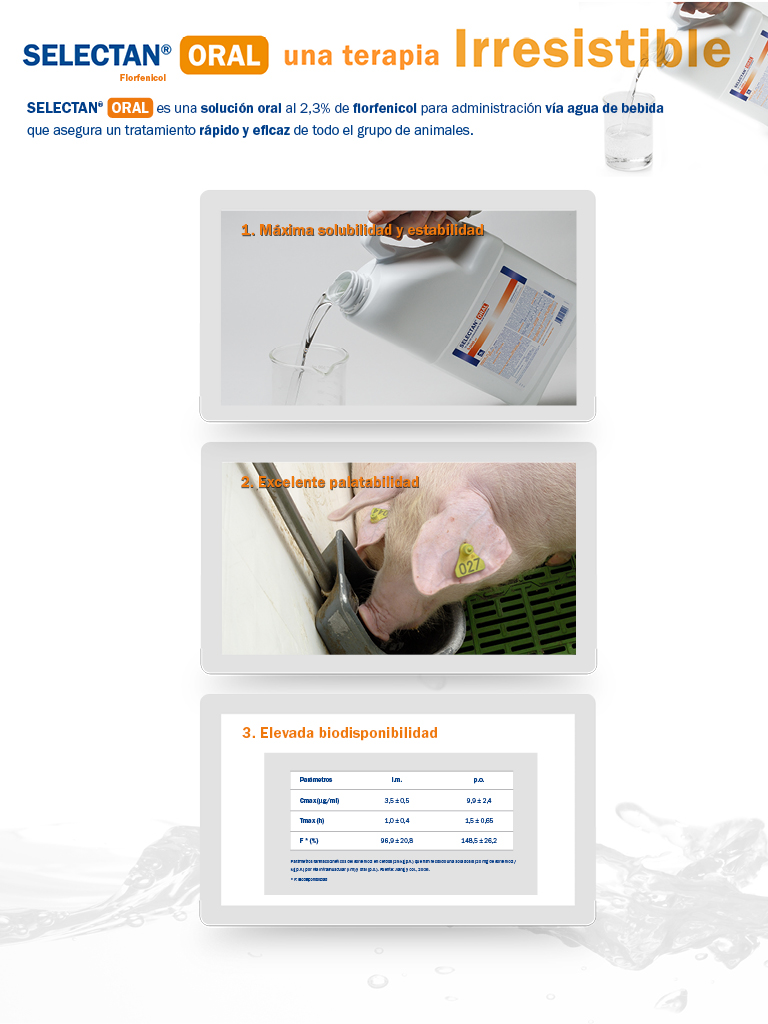 SELECTAN® ORAL una terapia Irresistible
Florfenicol
SELECTAN® ORAL es una solución oral al 2,3% de florfenicol para administración vía agua de bebida
que asegura un tratamiento rápido y eficaz de todo el grupo de animales.
1. Máxima solubilidad y estabilidad
SELECTAN® ORAL
2. Excelente palatabilidad
027
3. Elevada biodisponibilidad
Parámetros i.m. p.o.
Cmax (µg/ml) 3,5 ± 0,5 9,9 ± 2,4
Tmax (h) 1,0 ± 0,4 1,5 ± 0,65
F * (%) 96,9 ± 20,8 148,5 ± 26,2